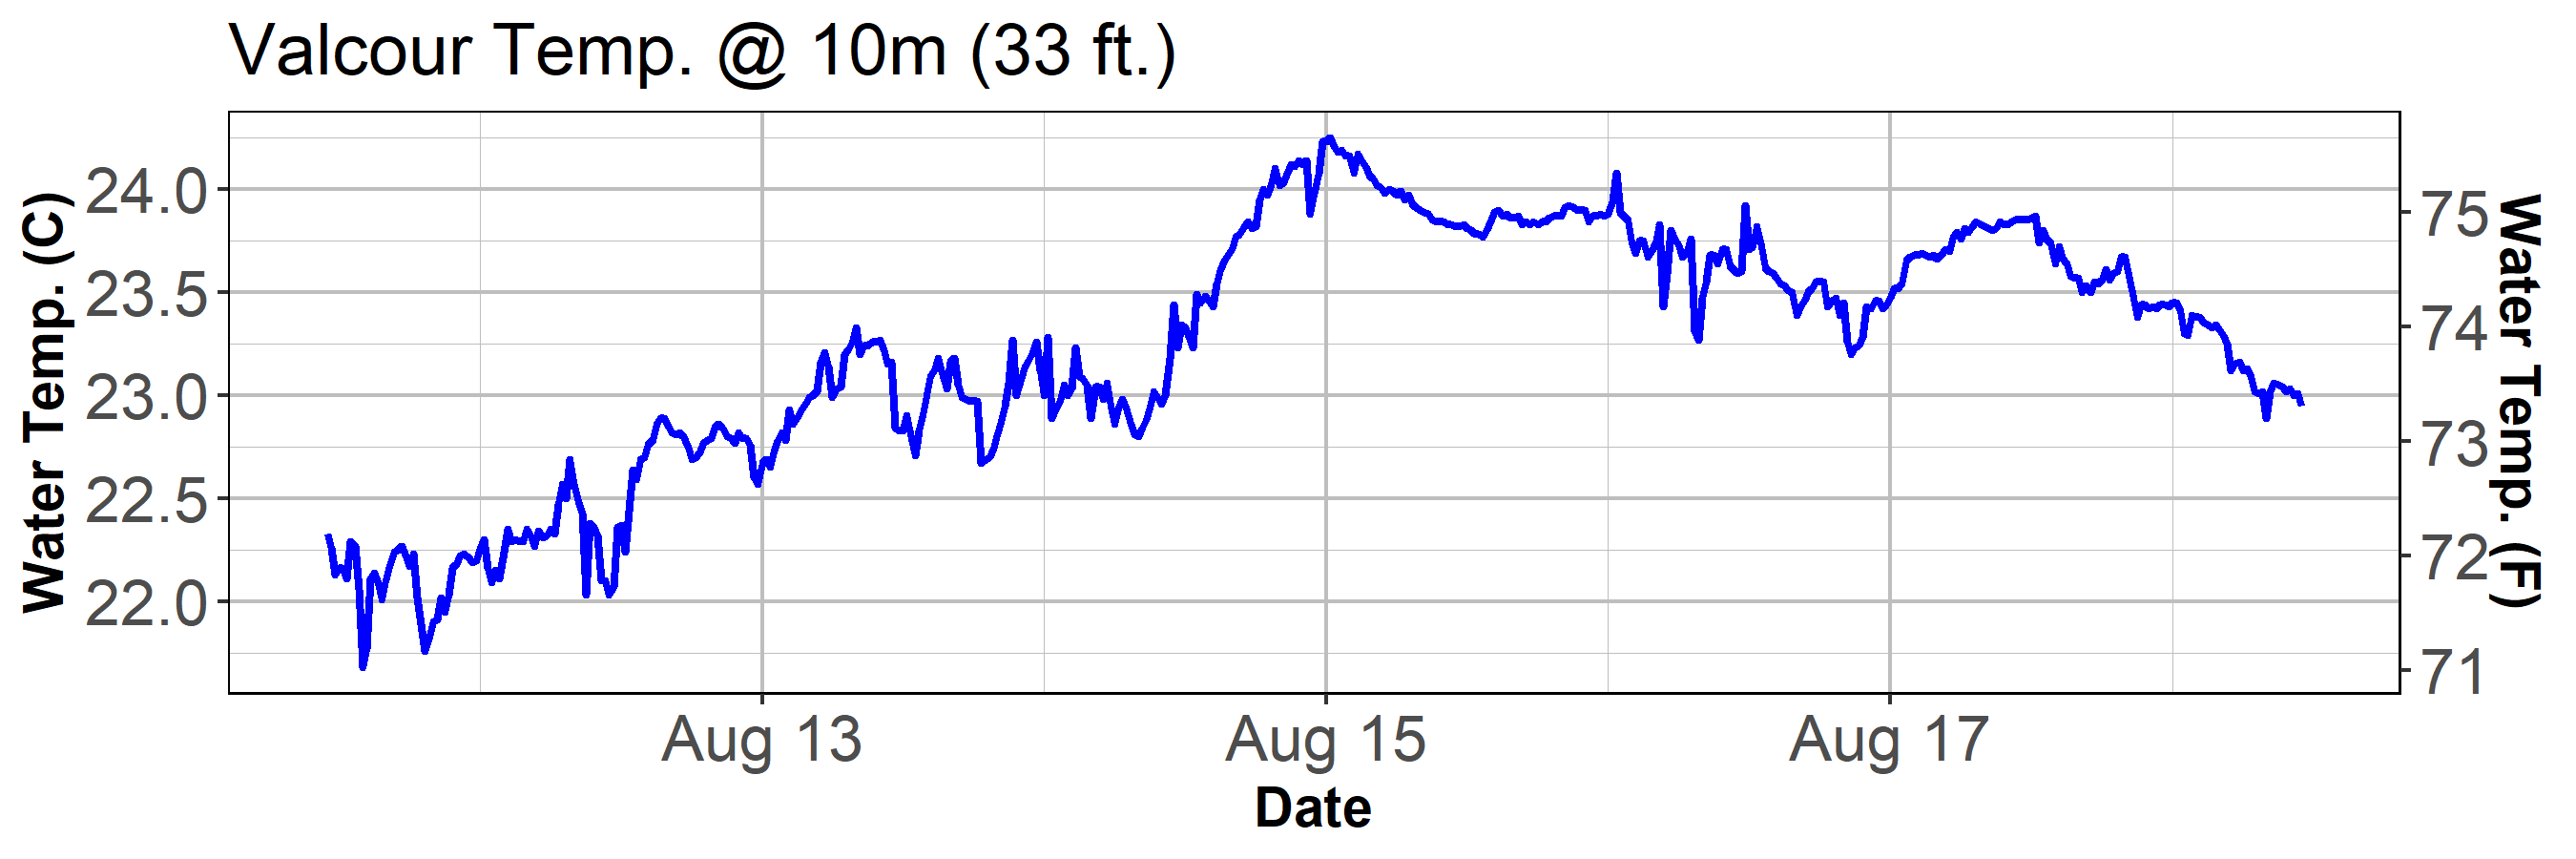 Valcour Temp. @ 10m (33 ft.)
Water Temp. (C)
24.0
23.5
23.0
22.5
22.0
75
74
73
72
71
Water Temp. (F)
Aug 13
Aug 15
Aug 17
Date